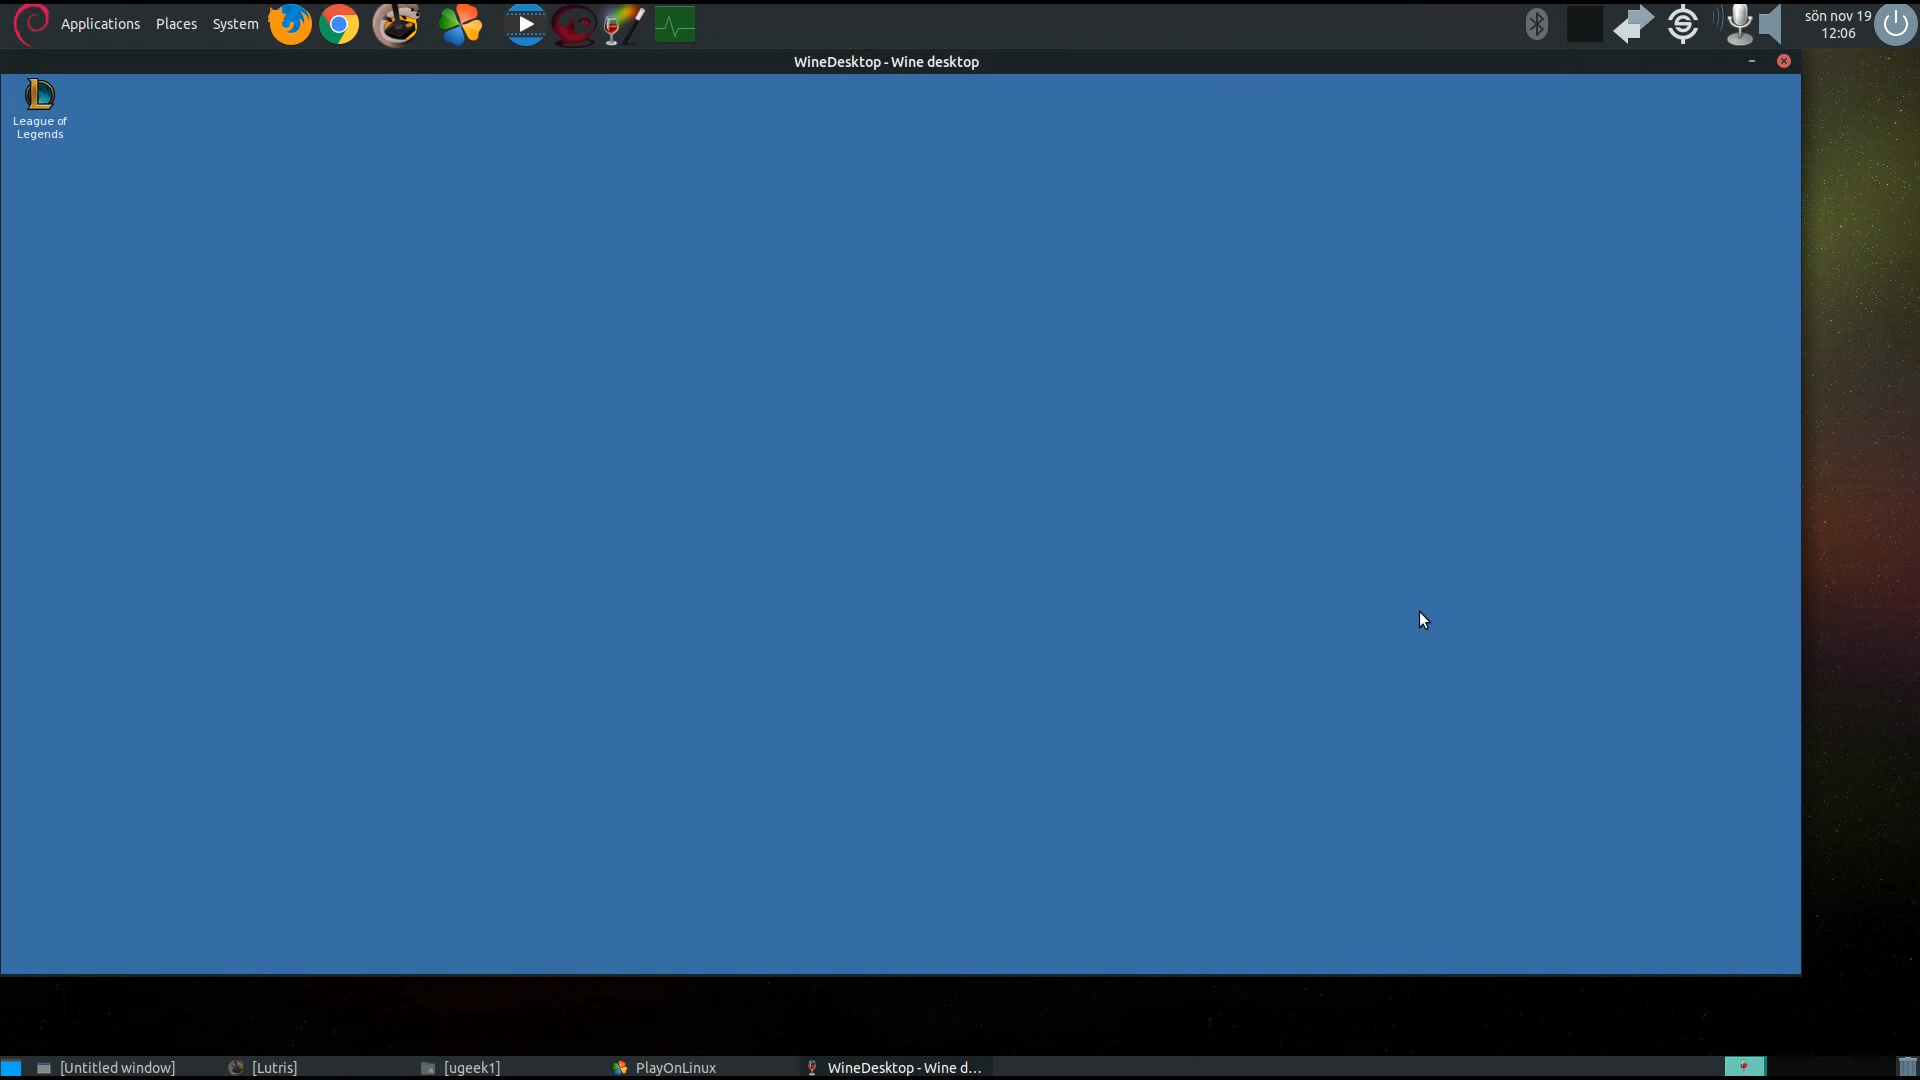 Applications Places System
sön nov 19
12:06
WineDesktop - Wine desktop
League of
Legends
[Untitled window] [Lutris] [ugeek1] PlayOnLinux WineDesktop - Wine d...